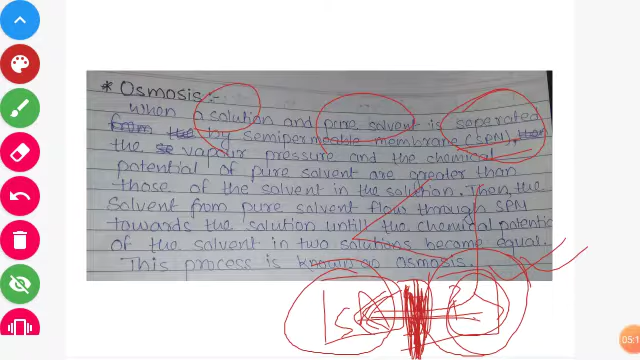 * Osmosis :-
When a solution and pure solvent is seperated
from the by semipermeable membrane (SPM), than
the se vapour pressure and the chemical
potential of pure solvent are greater than
those of the solvent in the solution. Then, the
solvent from pure solvent flow through SPM
towards the solution untill the chemical potential
of the solvent in two solutions become equal.
This process is known as osmosis.
05:1